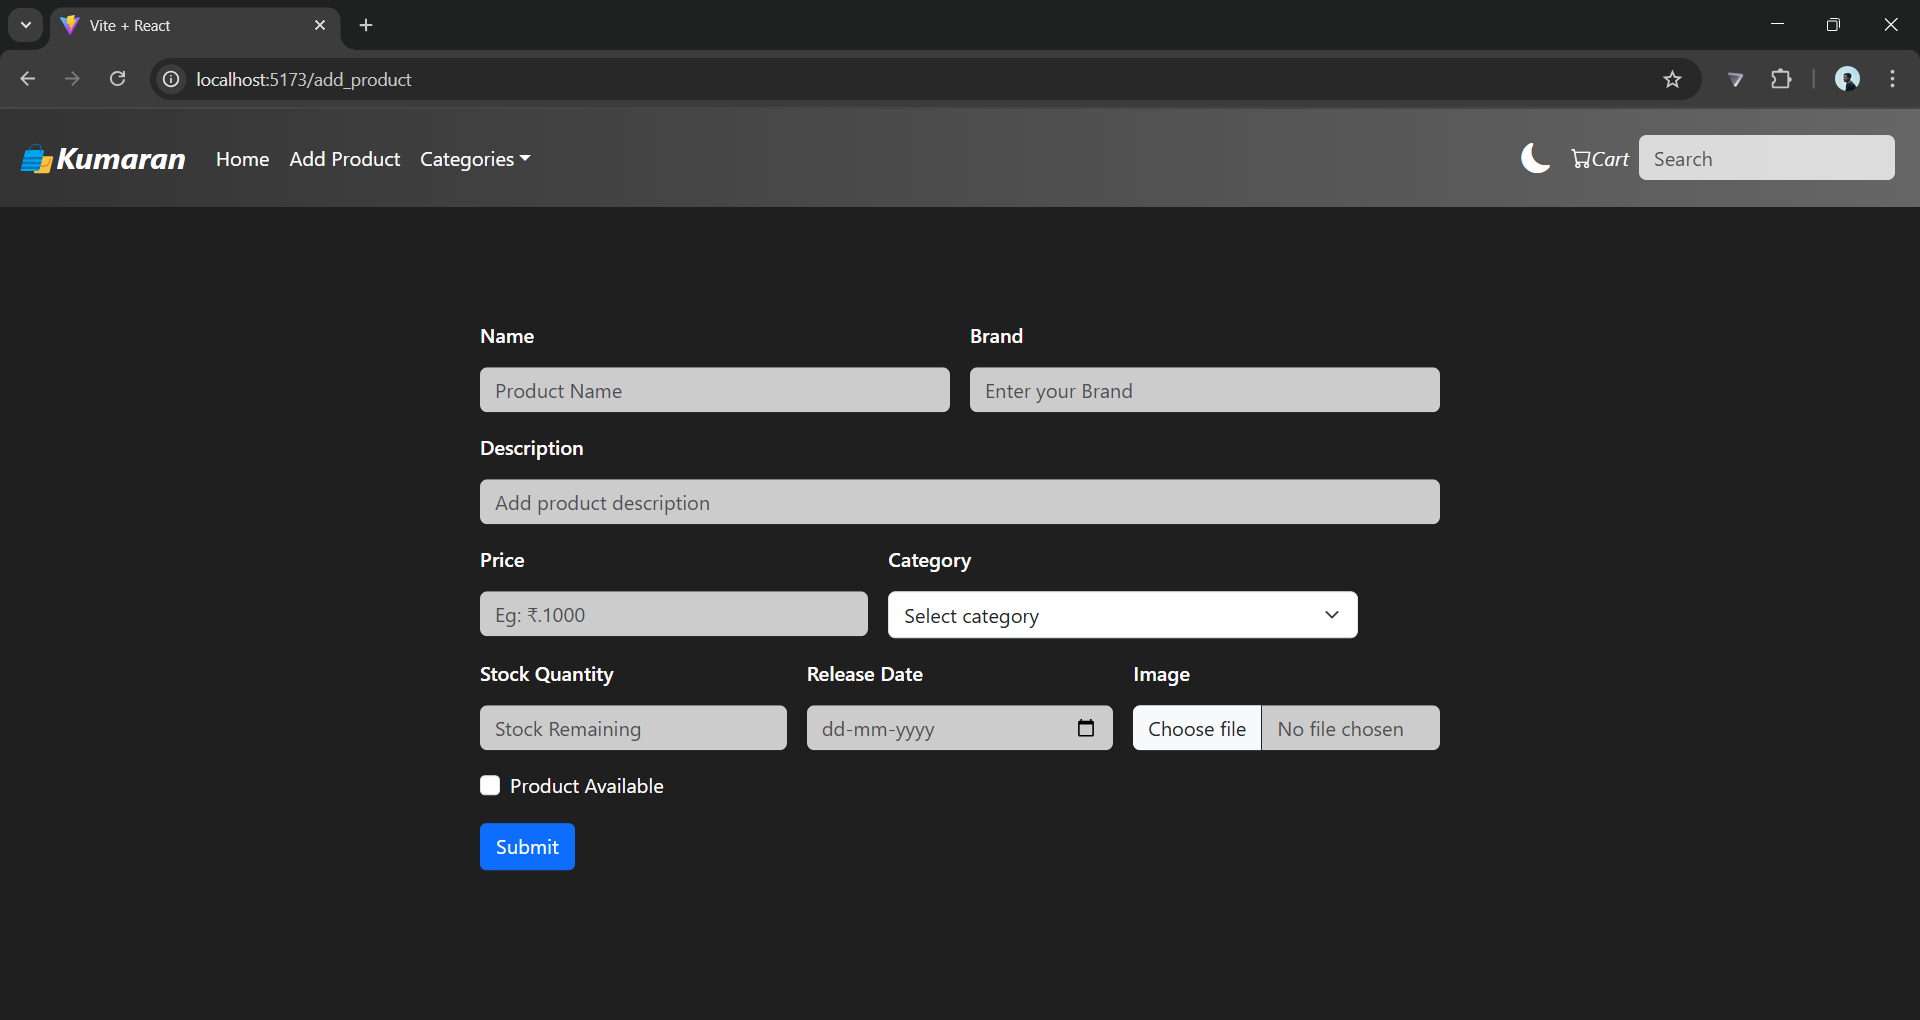 Vite + React
localhost:5173/add_product
Kumaran Home Add Product Categories Cart Search
Name Brand
Product Name Enter your Brand
Description
Add product description
Price Category
Eg: ₹.1000 Select category
Stock Quantity Release Date Image
Stock Remaining dd-mm-yyyy Choose file No file chosen
Product Available
Submit